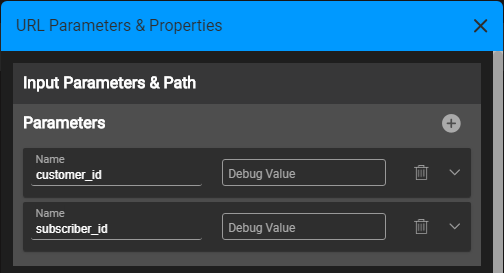 URL Parameters & Properties
Input Parameters & Path
Parameters
Name
customer_id
Debug Value
Name
subscriber_id
Debug Value